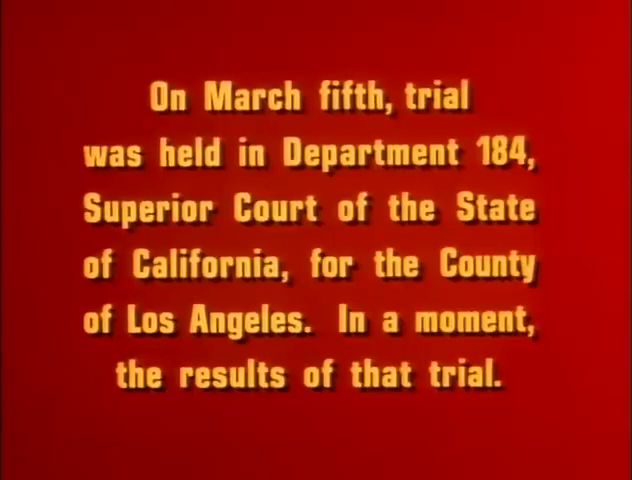 On March fifth, trial
was held in Department 184,
Superior Court of the State
of California, for the County
of Los Angeles. In a moment,
the results of that trial.